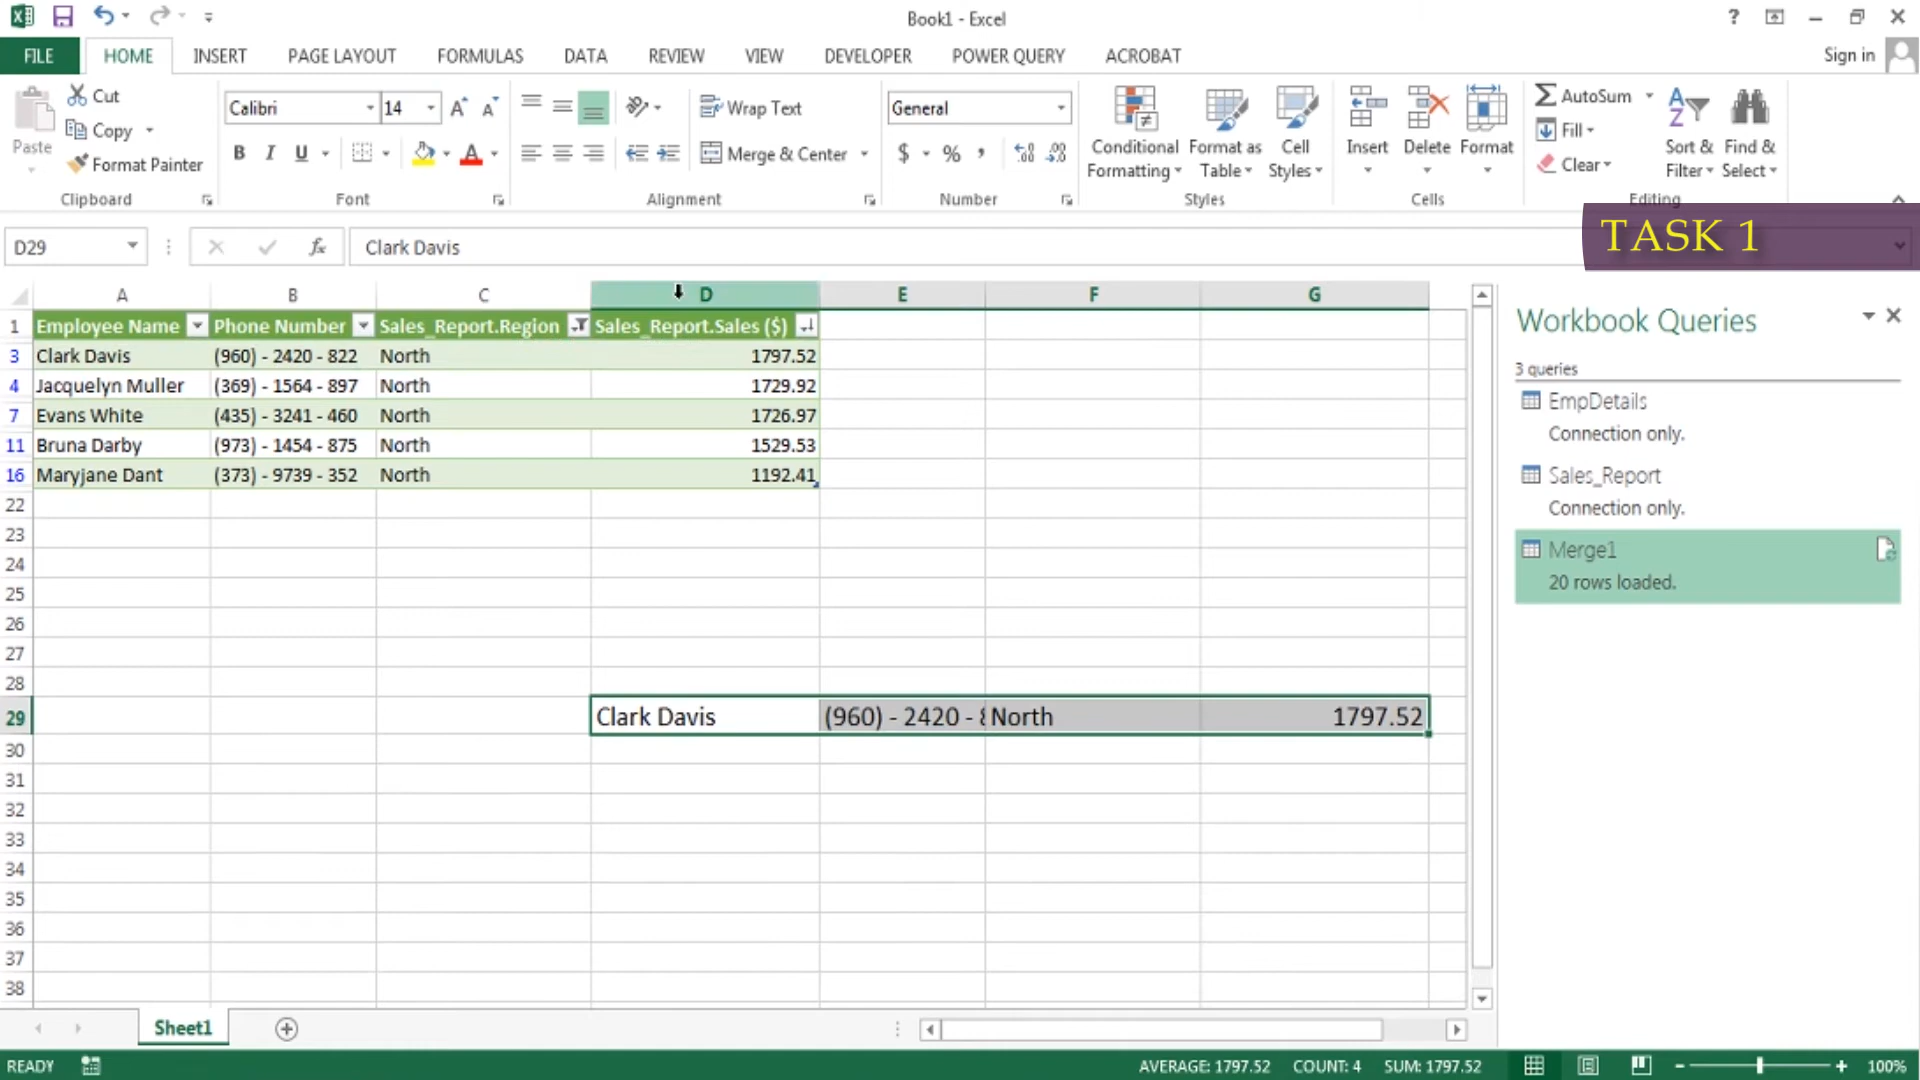 Book1 - Excel
?
FILE HOME INSERT PAGE LAYOUT FORMULAS DATA REVIEW VIEW DEVELOPER POWER QUERY ACROBAT Sign in
Paste
Cut
Copy
Format Painter
Clipboard
Calibri 14
B I U
Font
Wrap Text
Merge & Center
Alignment
General
$ % ,
Number
Conditional Formatting
Format as Table
Cell Styles
Styles
Insert Delete Format
Cells
AutoSum
Fill
Clear
Sort & Filter
Find & Select
Editing
TASK 1
D29 fx Clark Davis
A B C D E F G
1 Employee Name Phone Number Sales_Report.Region Sales_Report.Sales ($)
3 Clark Davis (960) - 2420 - 822 North 1797.52
4 Jacquelyn Muller (369) - 1564 - 897 North 1729.92
7 Evans White (435) - 3241 - 460 North 1726.97
11 Bruna Darby (973) - 1454 - 875 North 1529.53
16 Maryjane Dant (373) - 9739 - 352 North 1192.41
22
23
24
25
26
27
28
29 Clark Davis (960) - 2420 - North 1797.52
30
31
32
33
34
35
36
37
38
Workbook Queries
3 queries
EmpDetails
Connection only.
Sales_Report
Connection only.
Merge1
20 rows loaded.
Sheet1
READY AVERAGE: 1797.52 COUNT: 4 SUM: 1797.52 100%